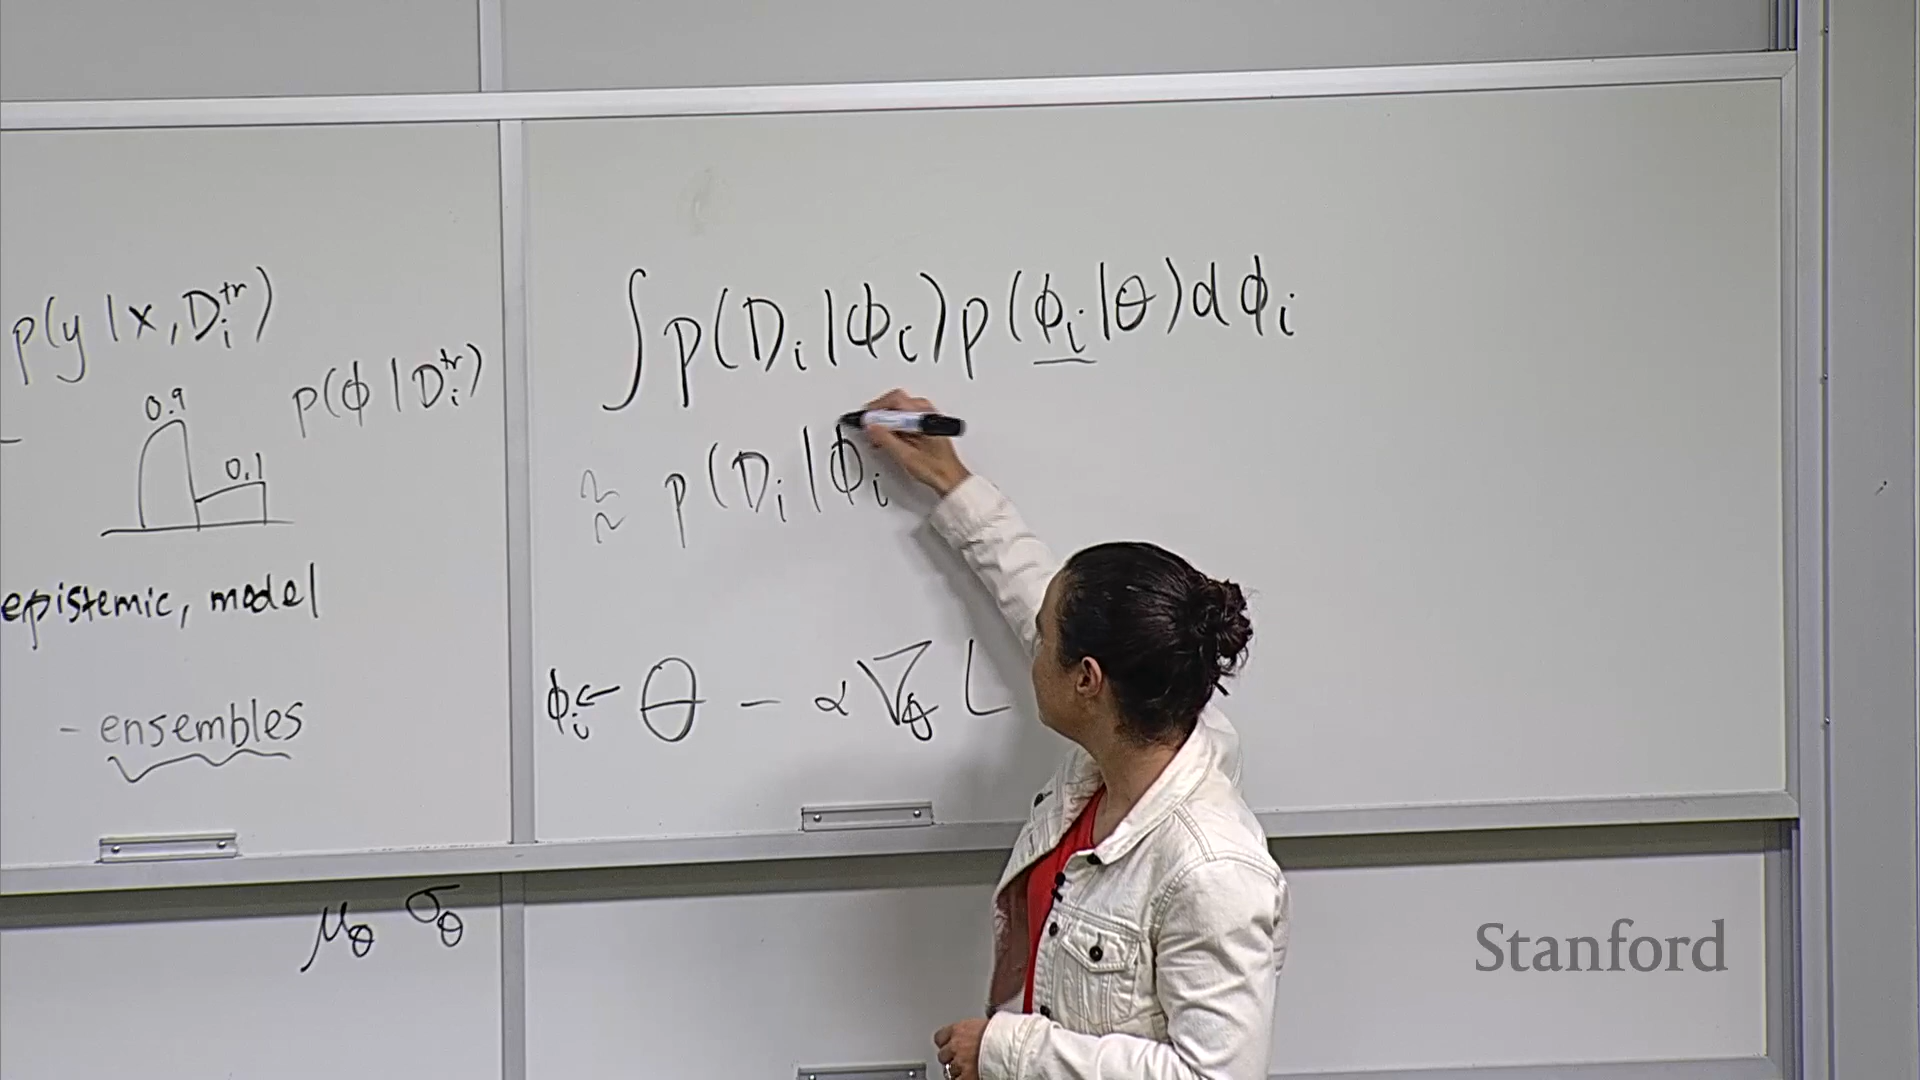 p(y|x, D_i^{tr})
p(ϕ|D_i^{tr})
0.9
0.1
epistemic, model
- ensembles
μ_θ σ_θ
∫p(D_i|ϕ_i)p(ϕ_i|θ)dϕ_i
≈ p(D_i|ϕ_i
ϕ_i ← θ - α∇_θ L
Stanford